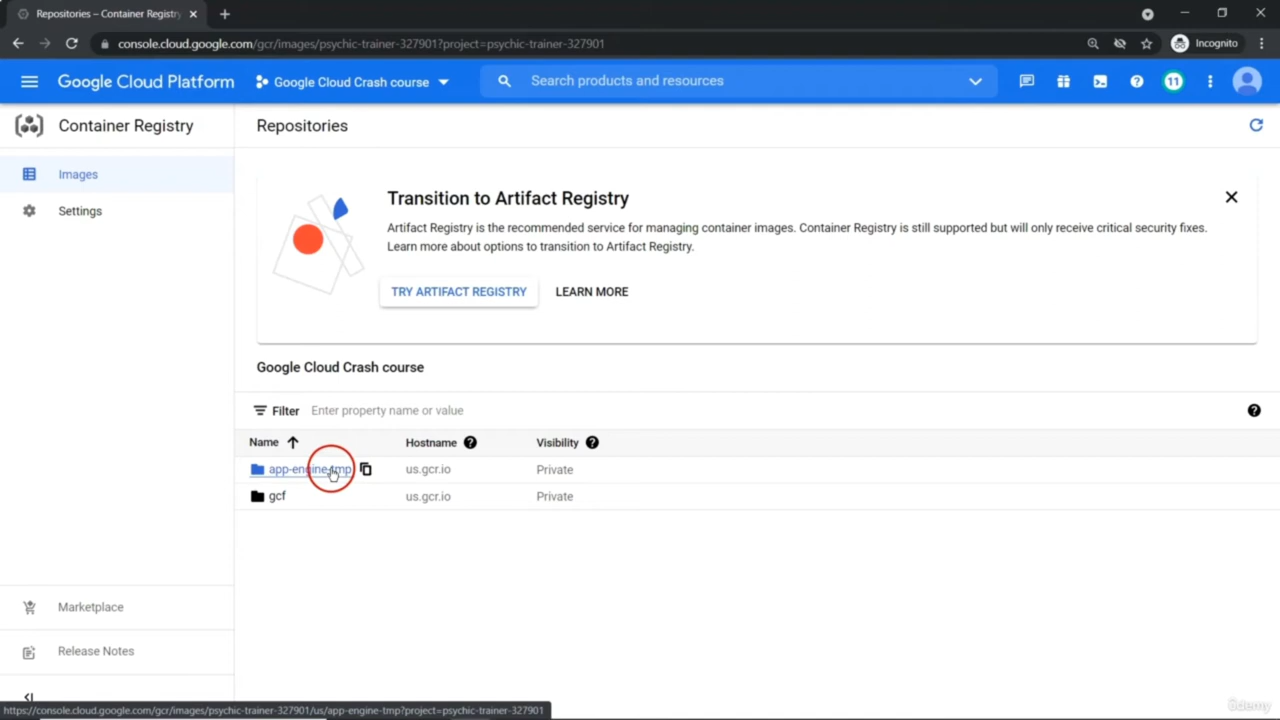 Repositories – Container Registry
console.cloud.google.com/gcr/images/psychic-trainer-327901?project=psychic-trainer-327901
Incognito
Google Cloud Platform
Google Cloud Crash course
Search products and resources
11
Container Registry
Repositories
Images
Settings
Transition to Artifact Registry
Artifact Registry is the recommended service for managing container images. Container Registry is still supported but will only receive critical security fixes.
Learn more about options to transition to Artifact Registry.
TRY ARTIFACT REGISTRY
LEARN MORE
Google Cloud Crash course
Filter Enter property name or value
Name Hostname Visibility
app-engine-tmp us.gcr.io Private
gcf us.gcr.io Private
Marketplace
Release Notes
https://console.cloud.google.com/gcr/images/psychic-trainer-327901/us/app-engine-tmp?project=psychic-trainer-327901
ûdemy